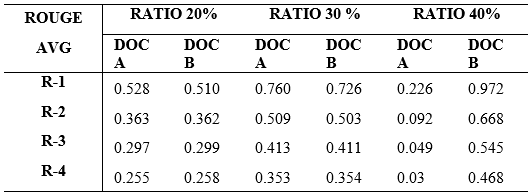 ROUGE AVG RATIO 20% RATIO 30 % RATIO 40%
DOC A DOC B DOC A DOC B DOC A DOC B
R-1 0.528 0.510 0.760 0.726 0.226 0.972
R-2 0.363 0.362 0.509 0.503 0.092 0.668
R-3 0.297 0.299 0.413 0.411 0.049 0.545
R-4 0.255 0.258 0.353 0.354 0.03 0.468